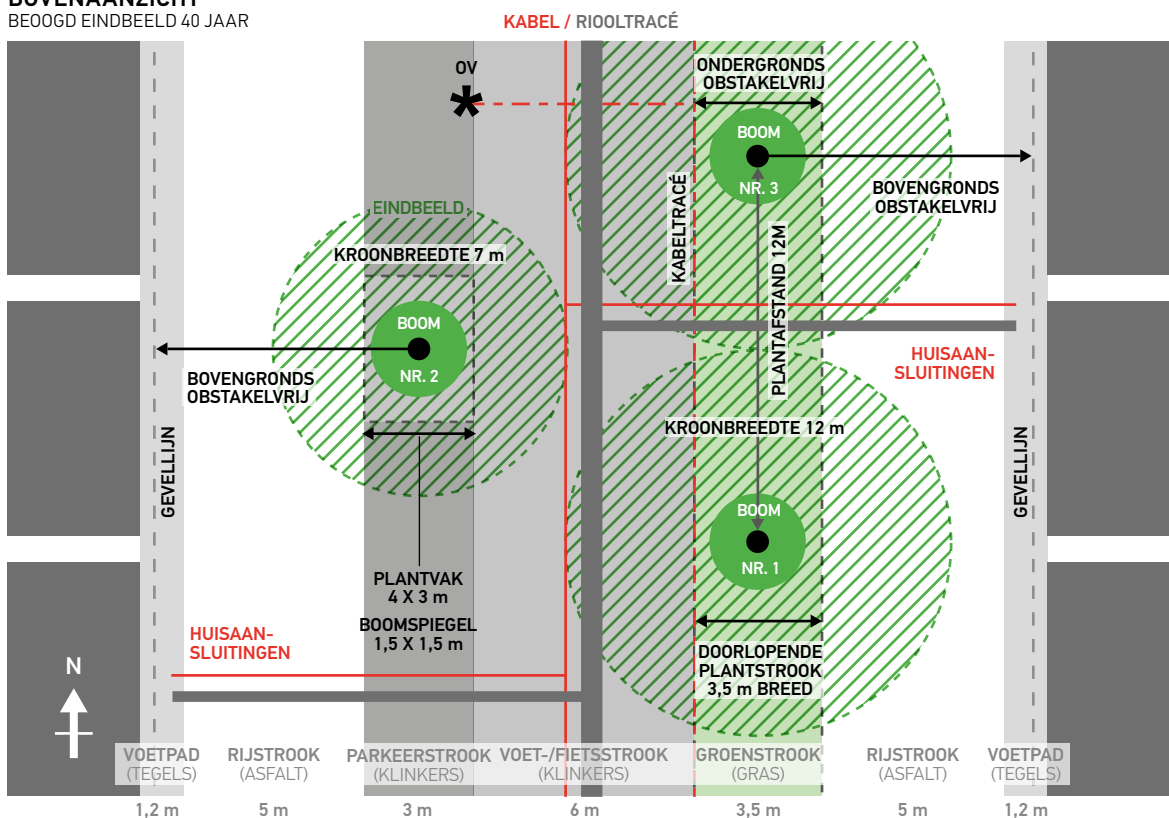 BOVENAANZICHT
BEOOGD EINDBEELD 40 JAAR
KABEL / RIOOLTRACÉ
OV
ONDERGRONDS
OBSTAKELVRIJ
BOOM
NR. 3
BOVENGRONDS
OBSTAKELVRIJ
KABELTRACÉ
PLANTAFSTAND 12M
EINDBEELD
KROONBREEDTE 7 m
BOOM
NR. 2
BOVENGRONDS
OBSTAKELVRIJ
HUISAAN-
SLUITINGEN
KROONBREEDTE 12 m
GEVELLIJN
GEVELLIJN
BOOM
NR. 1
PLANTVAK
4 X 3 m
BOOMSPIEGEL
1,5 X 1,5 m
HUISAAN-
SLUITINGEN
DOORLOPENDE
PLANTSTROOK
3,5 m BREED
N
VOETPAD
(TEGELS)
1,2 m
RIJSTROOK
(ASFALT)
5 m
PARKEERSTROOK
(KLINKERS)
3 m
VOET-/FIETSSTROOK
(KLINKERS)
6 m
GROENSTROOK
(GRAS)
3,5 m
RIJSTROOK
(ASFALT)
5 m
VOETPAD
(TEGELS)
1,2 m